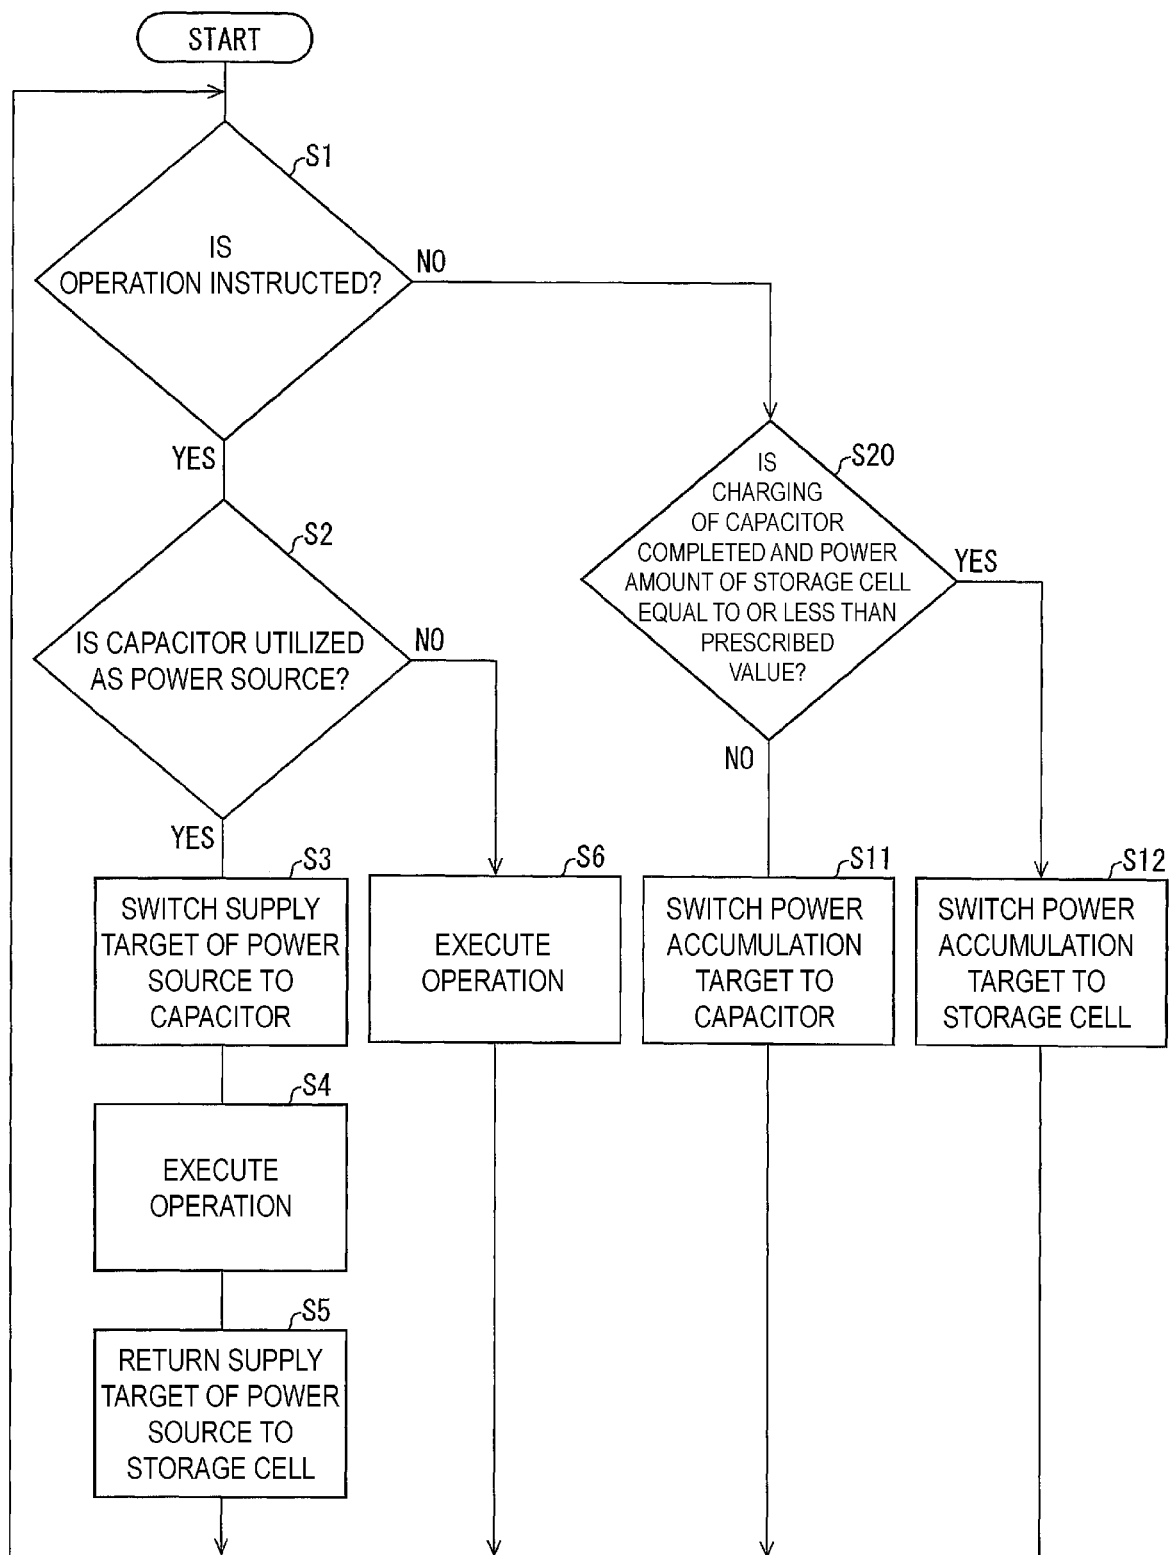 START
S1
IS
OPERATION INSTRUCTED?
NO
YES
S20
IS
CHARGING
OF CAPACITOR
COMPLETED AND POWER
AMOUNT OF STORAGE CELL
EQUAL TO OR LESS THAN
PRESCRIBED
VALUE?
YES
NO
S2
IS CAPACITOR UTILIZED
AS POWER SOURCE?
NO
YES
S3
SWITCH SUPPLY
TARGET OF POWER
SOURCE TO
CAPACITOR
S6
EXECUTE
OPERATION
S11
SWITCH POWER
ACCUMULATION
TARGET TO
CAPACITOR
S12
SWITCH POWER
ACCUMULATION
TARGET TO
STORAGE CELL
S4
EXECUTE
OPERATION
S5
RETURN SUPPLY
TARGET OF POWER
SOURCE TO
STORAGE CELL